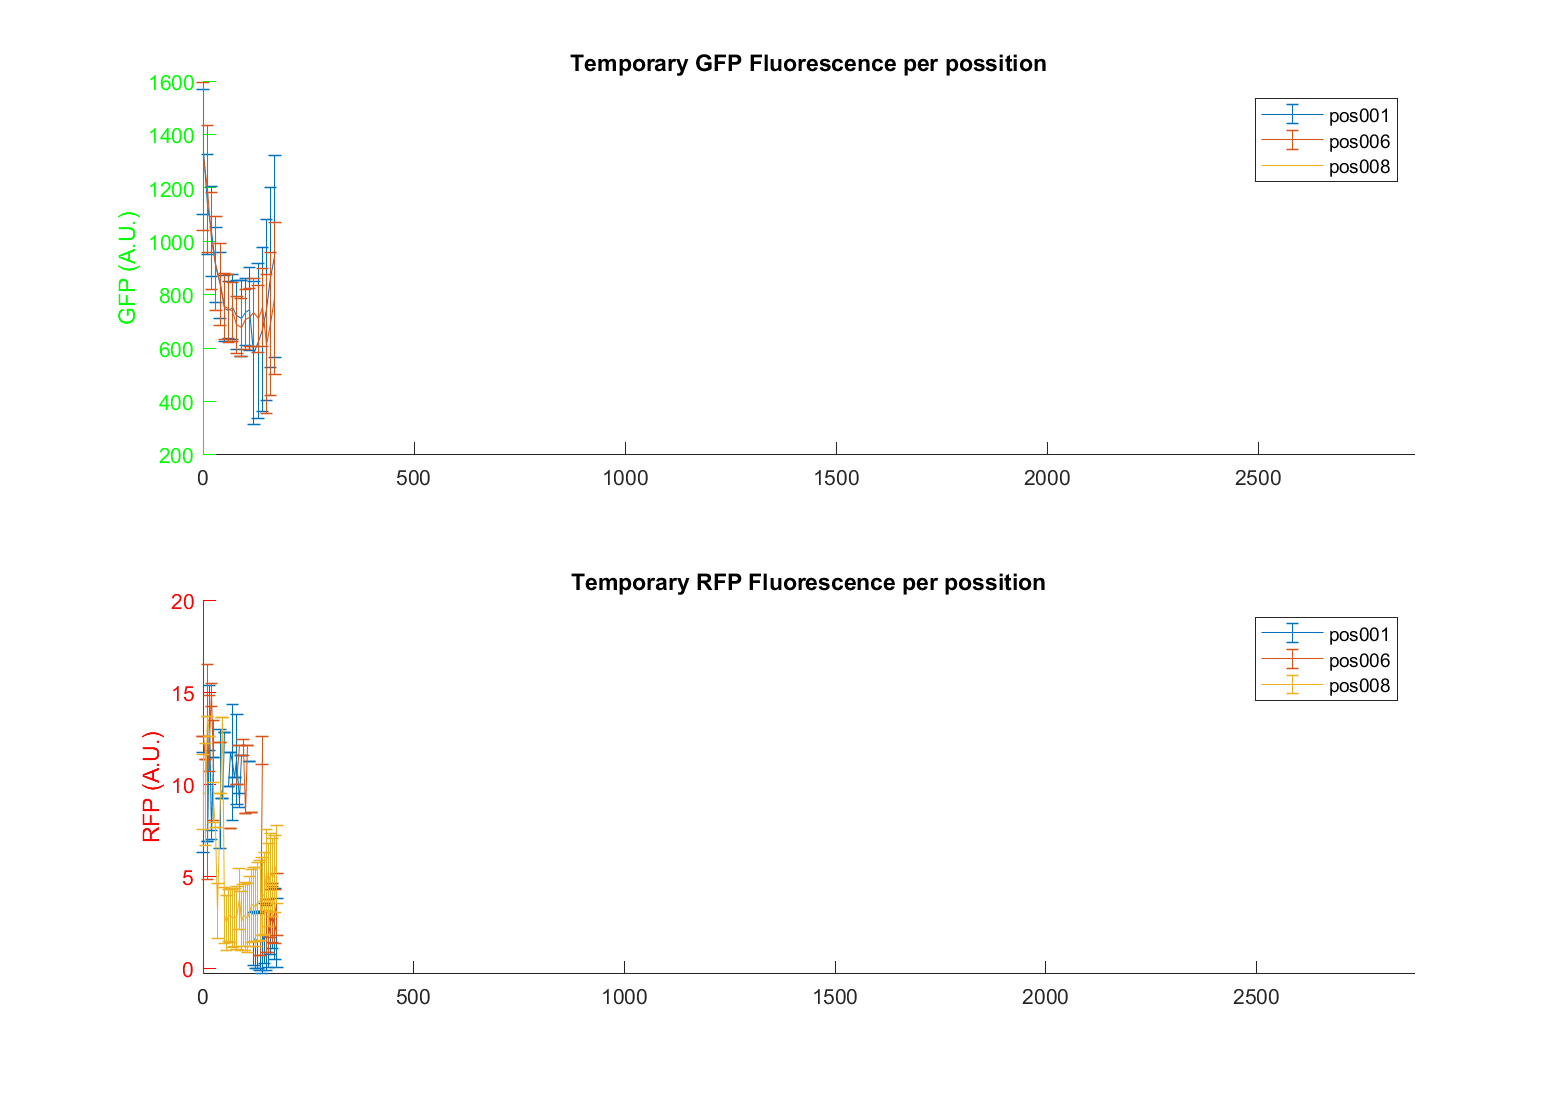 Temporary GFP Fluorescence per possition
1600
1400
1200
1000
800
600
400
200
GFP (A.U.)
pos001
pos006
pos008
0 500 1000 1500 2000 2500
Temporary RFP Fluorescence per possition
20
15
10
5
0
RFP (A.U.)
pos001
pos006
pos008
0 500 1000 1500 2000 2500